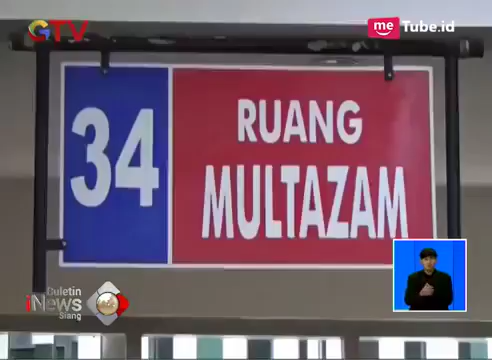 GTV
me Tube.id
34
RUANG
MULTAZAM
Buletin
iNews
Siang